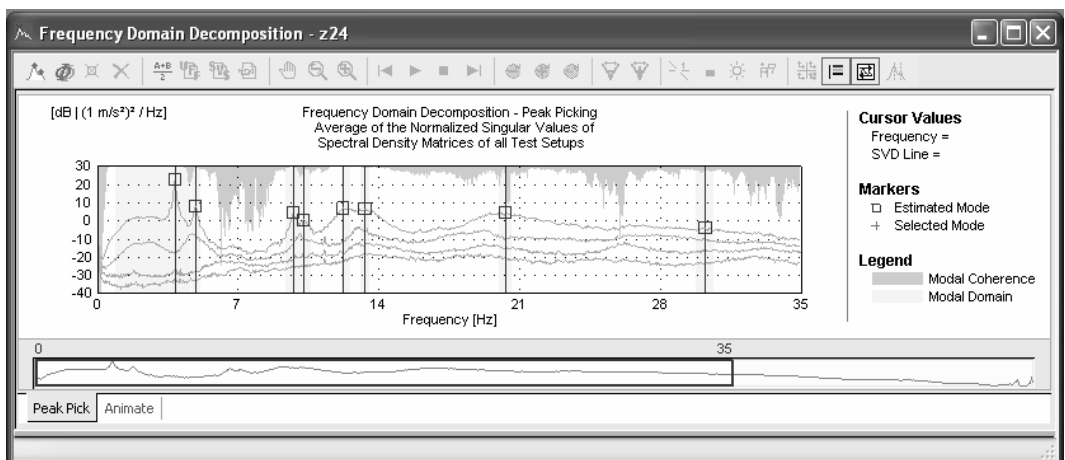 Frequency Domain Decomposition - z24
A+B
2
[dB | (1 m/s²)² / Hz]
Frequency Domain Decomposition - Peak Picking
Average of the Normalized Singular Values of
Spectral Density Matrices of all Test Setups
30
20
10
0
-10
-20
-30
-40
0
7
14
21
28
35
Frequency [Hz]
Cursor Values
Frequency =
SVD Line =
Markers
Estimated Mode
Selected Mode
Legend
Modal Coherence
Modal Domain
0
35
Peak Pick
Animate